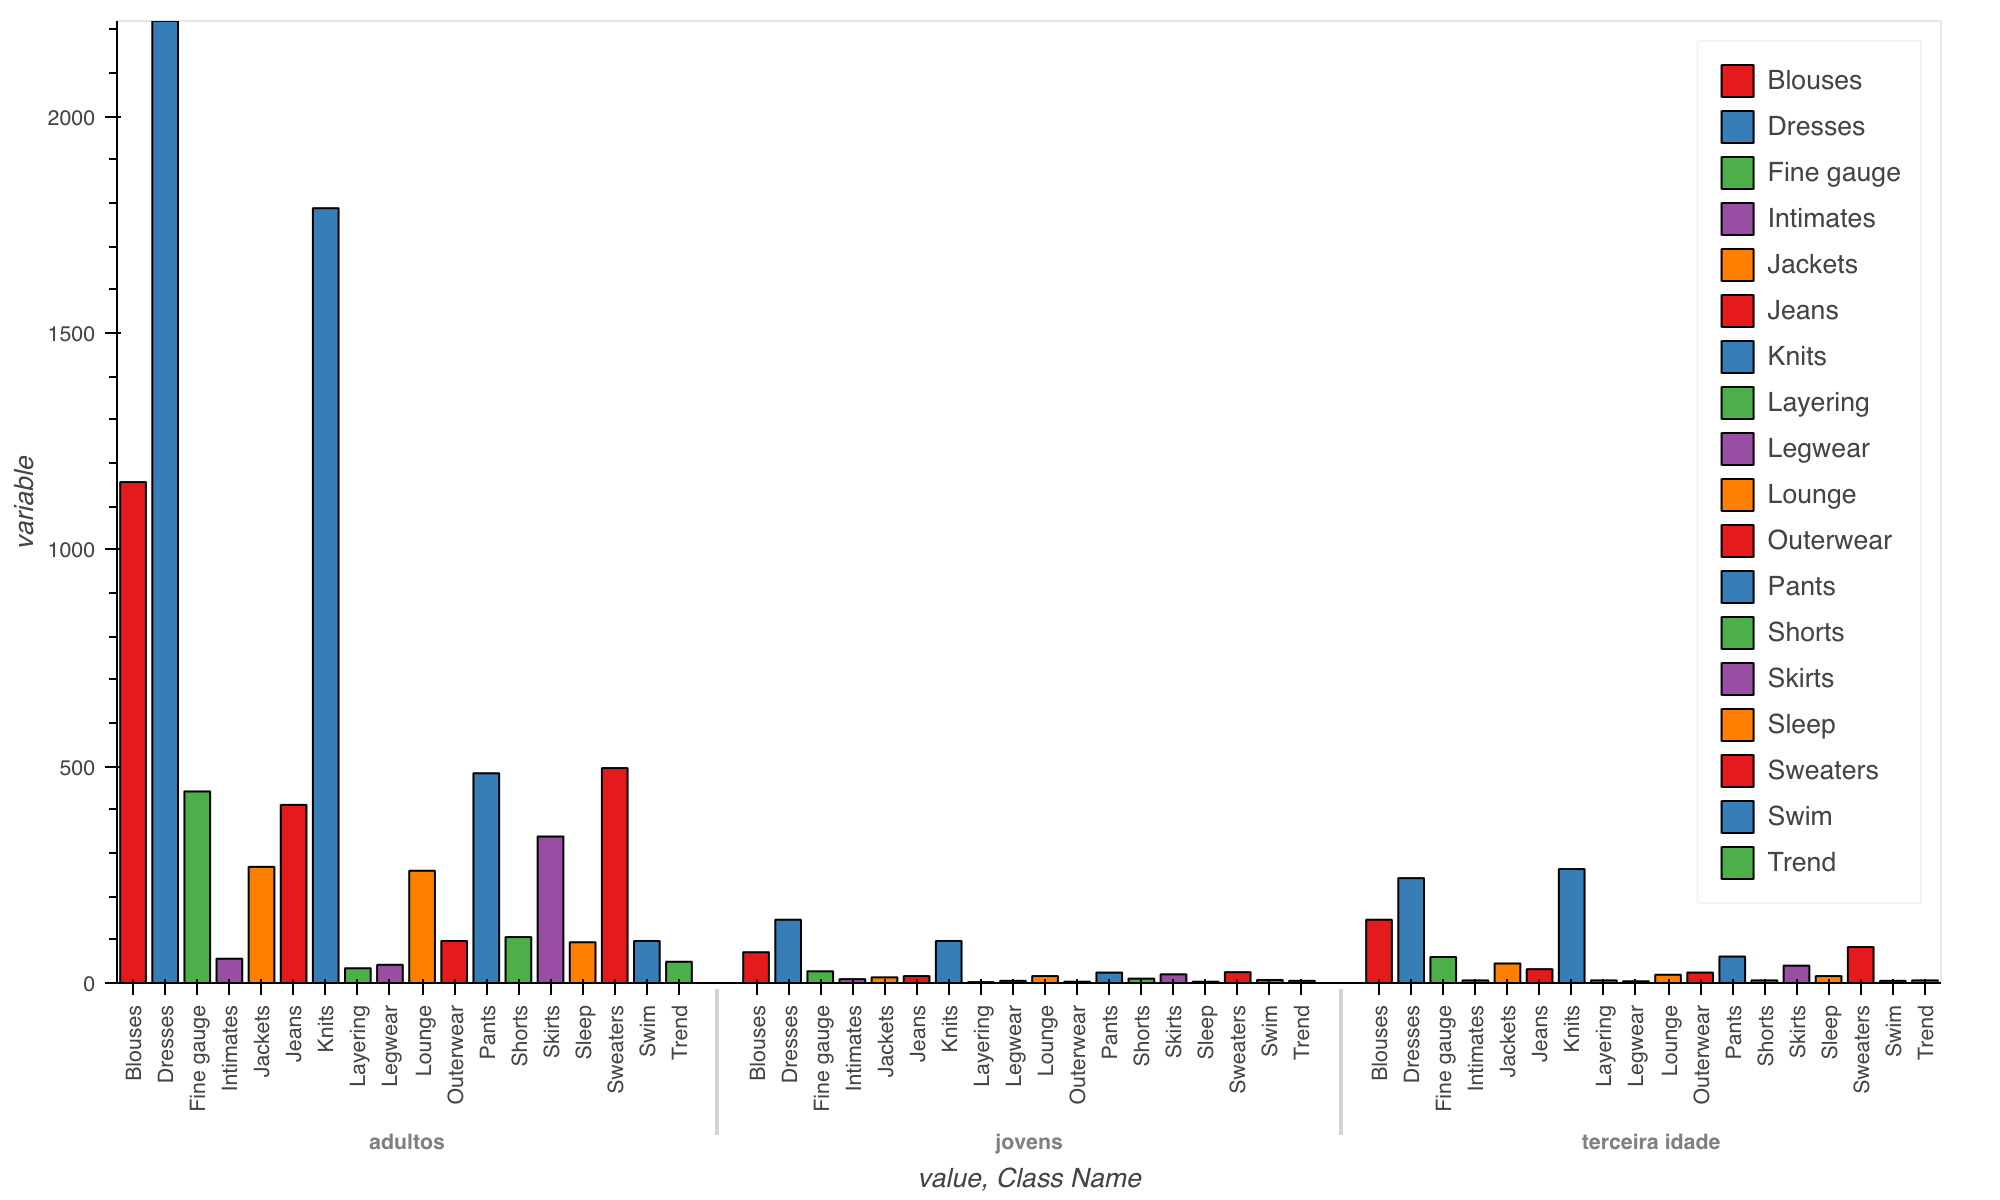 2000
1500
1000
500
0
variable
Blouses
Dresses
Fine gauge
Intimates
Jackets
Jeans
Knits
Layering
Legwear
Lounge
Outerwear
Pants
Shorts
Skirts
Sleep
Sweaters
Swim
Trend
Blouses
Dresses
Fine gauge
Intimates
Jackets
Jeans
Knits
Layering
Legwear
Lounge
Outerwear
Pants
Shorts
Skirts
Sleep
Sweaters
Swim
Trend
Blouses
Dresses
Fine gauge
Intimates
Jackets
Jeans
Knits
Layering
Legwear
Lounge
Outerwear
Pants
Shorts
Skirts
Sleep
Sweaters
Swim
Trend
Blouses
Dresses
Fine gauge
Intimates
Jackets
Jeans
Knits
Layering
Legwear
Lounge
Outerwear
Pants
Shorts
Skirts
Sleep
Sweaters
Swim
Trend
adultos
jovens
terceira idade
value, Class Name